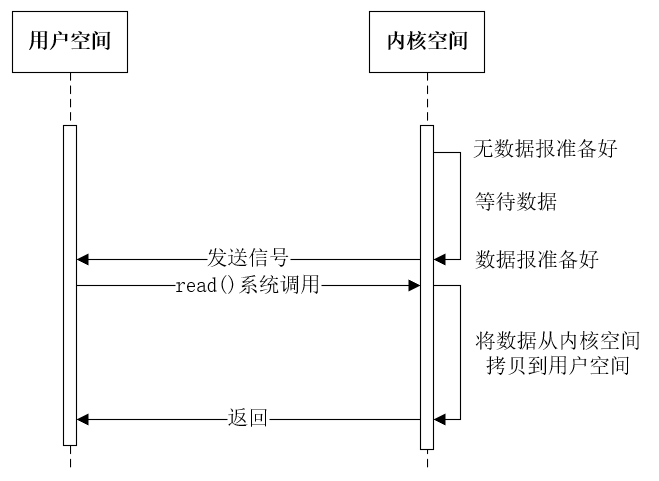 用户空间
内核空间
无数据报准备好
等待数据
发送信号
数据报准备好
read()系统调用
将数据从内核空间
拷贝到用户空间
返回